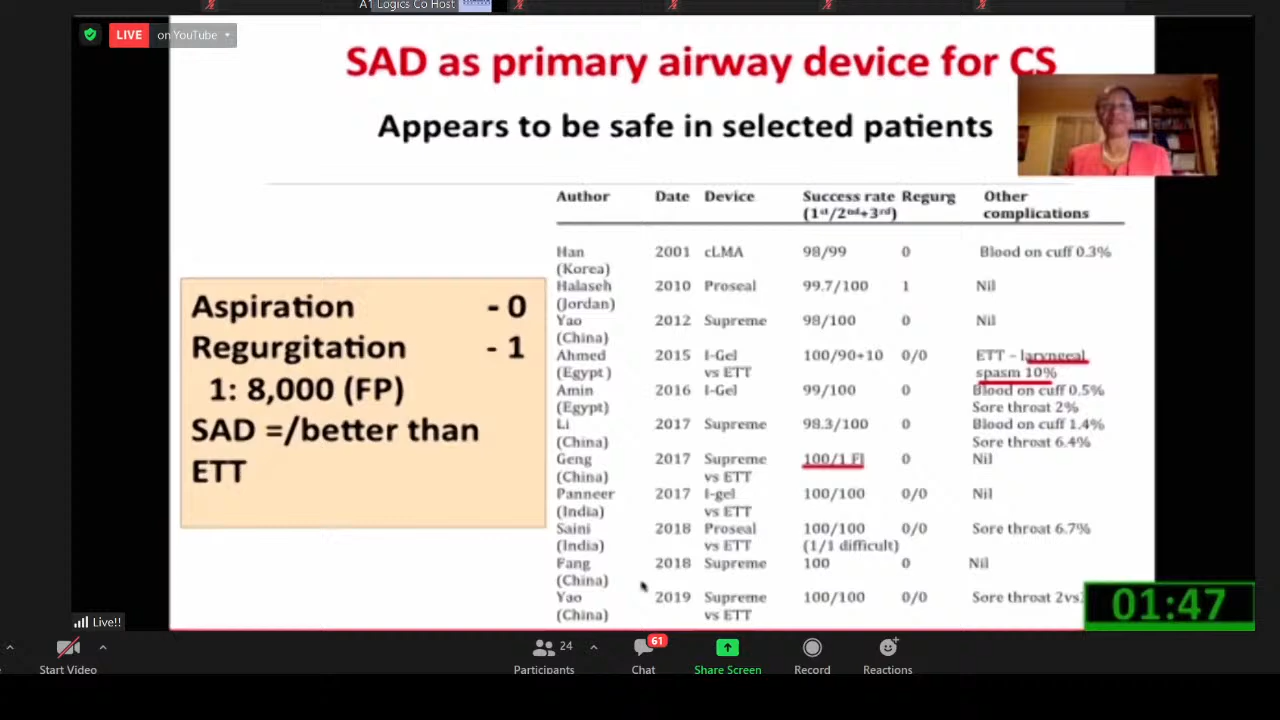 A1 Logics Co Host
LIVE on YouTube
SAD as primary airway device for CS
Appears to be safe in selected patients
Aspiration - 0
Regurgitation - 1
1: 8,000 (FP)
SAD =/better than
ETT
Author Date Device Success rate Regurg Other
(1st/2nd+3rd) complications
Han 2001 cLMA 98/99 0 Blood on cuff 0.3%
(Korea)
Halaseh 2010 Proseal 99.7/100 1 Nil
(Jordan)
Yao 2012 Supreme 98/100 0 Nil
(China)
Ahmed 2015 I-Gel 100/90+10 0/0 ETT - laryngeal
(Egypt) vs ETT spasm 10%
Amin 2016 I-Gel 99/100 0 Blood on cuff 0.5%
(Egypt) Sore throat 2%
Li 2017 Supreme 98.3/100 0 Blood on cuff 1.4%
(China) Sore throat 6.4%
Geng 2017 Supreme 100/1 FI 0 Nil
(China) vs ETT
Panneer 2017 I-gel 100/100 0/0 Nil
(India) vs ETT
Saini 2018 Proseal 100/100 0/0 Sore throat 6.7%
(India) vs ETT (1/1 difficult)
Fang 2018 Supreme 100 0 Nil
(China)
Yao 2019 Supreme 100/100 0/0 Sore throat 2vs
(China) vs ETT
01:47
Live!!
24
61
Start Video Participants Chat Share Screen Record Reactions